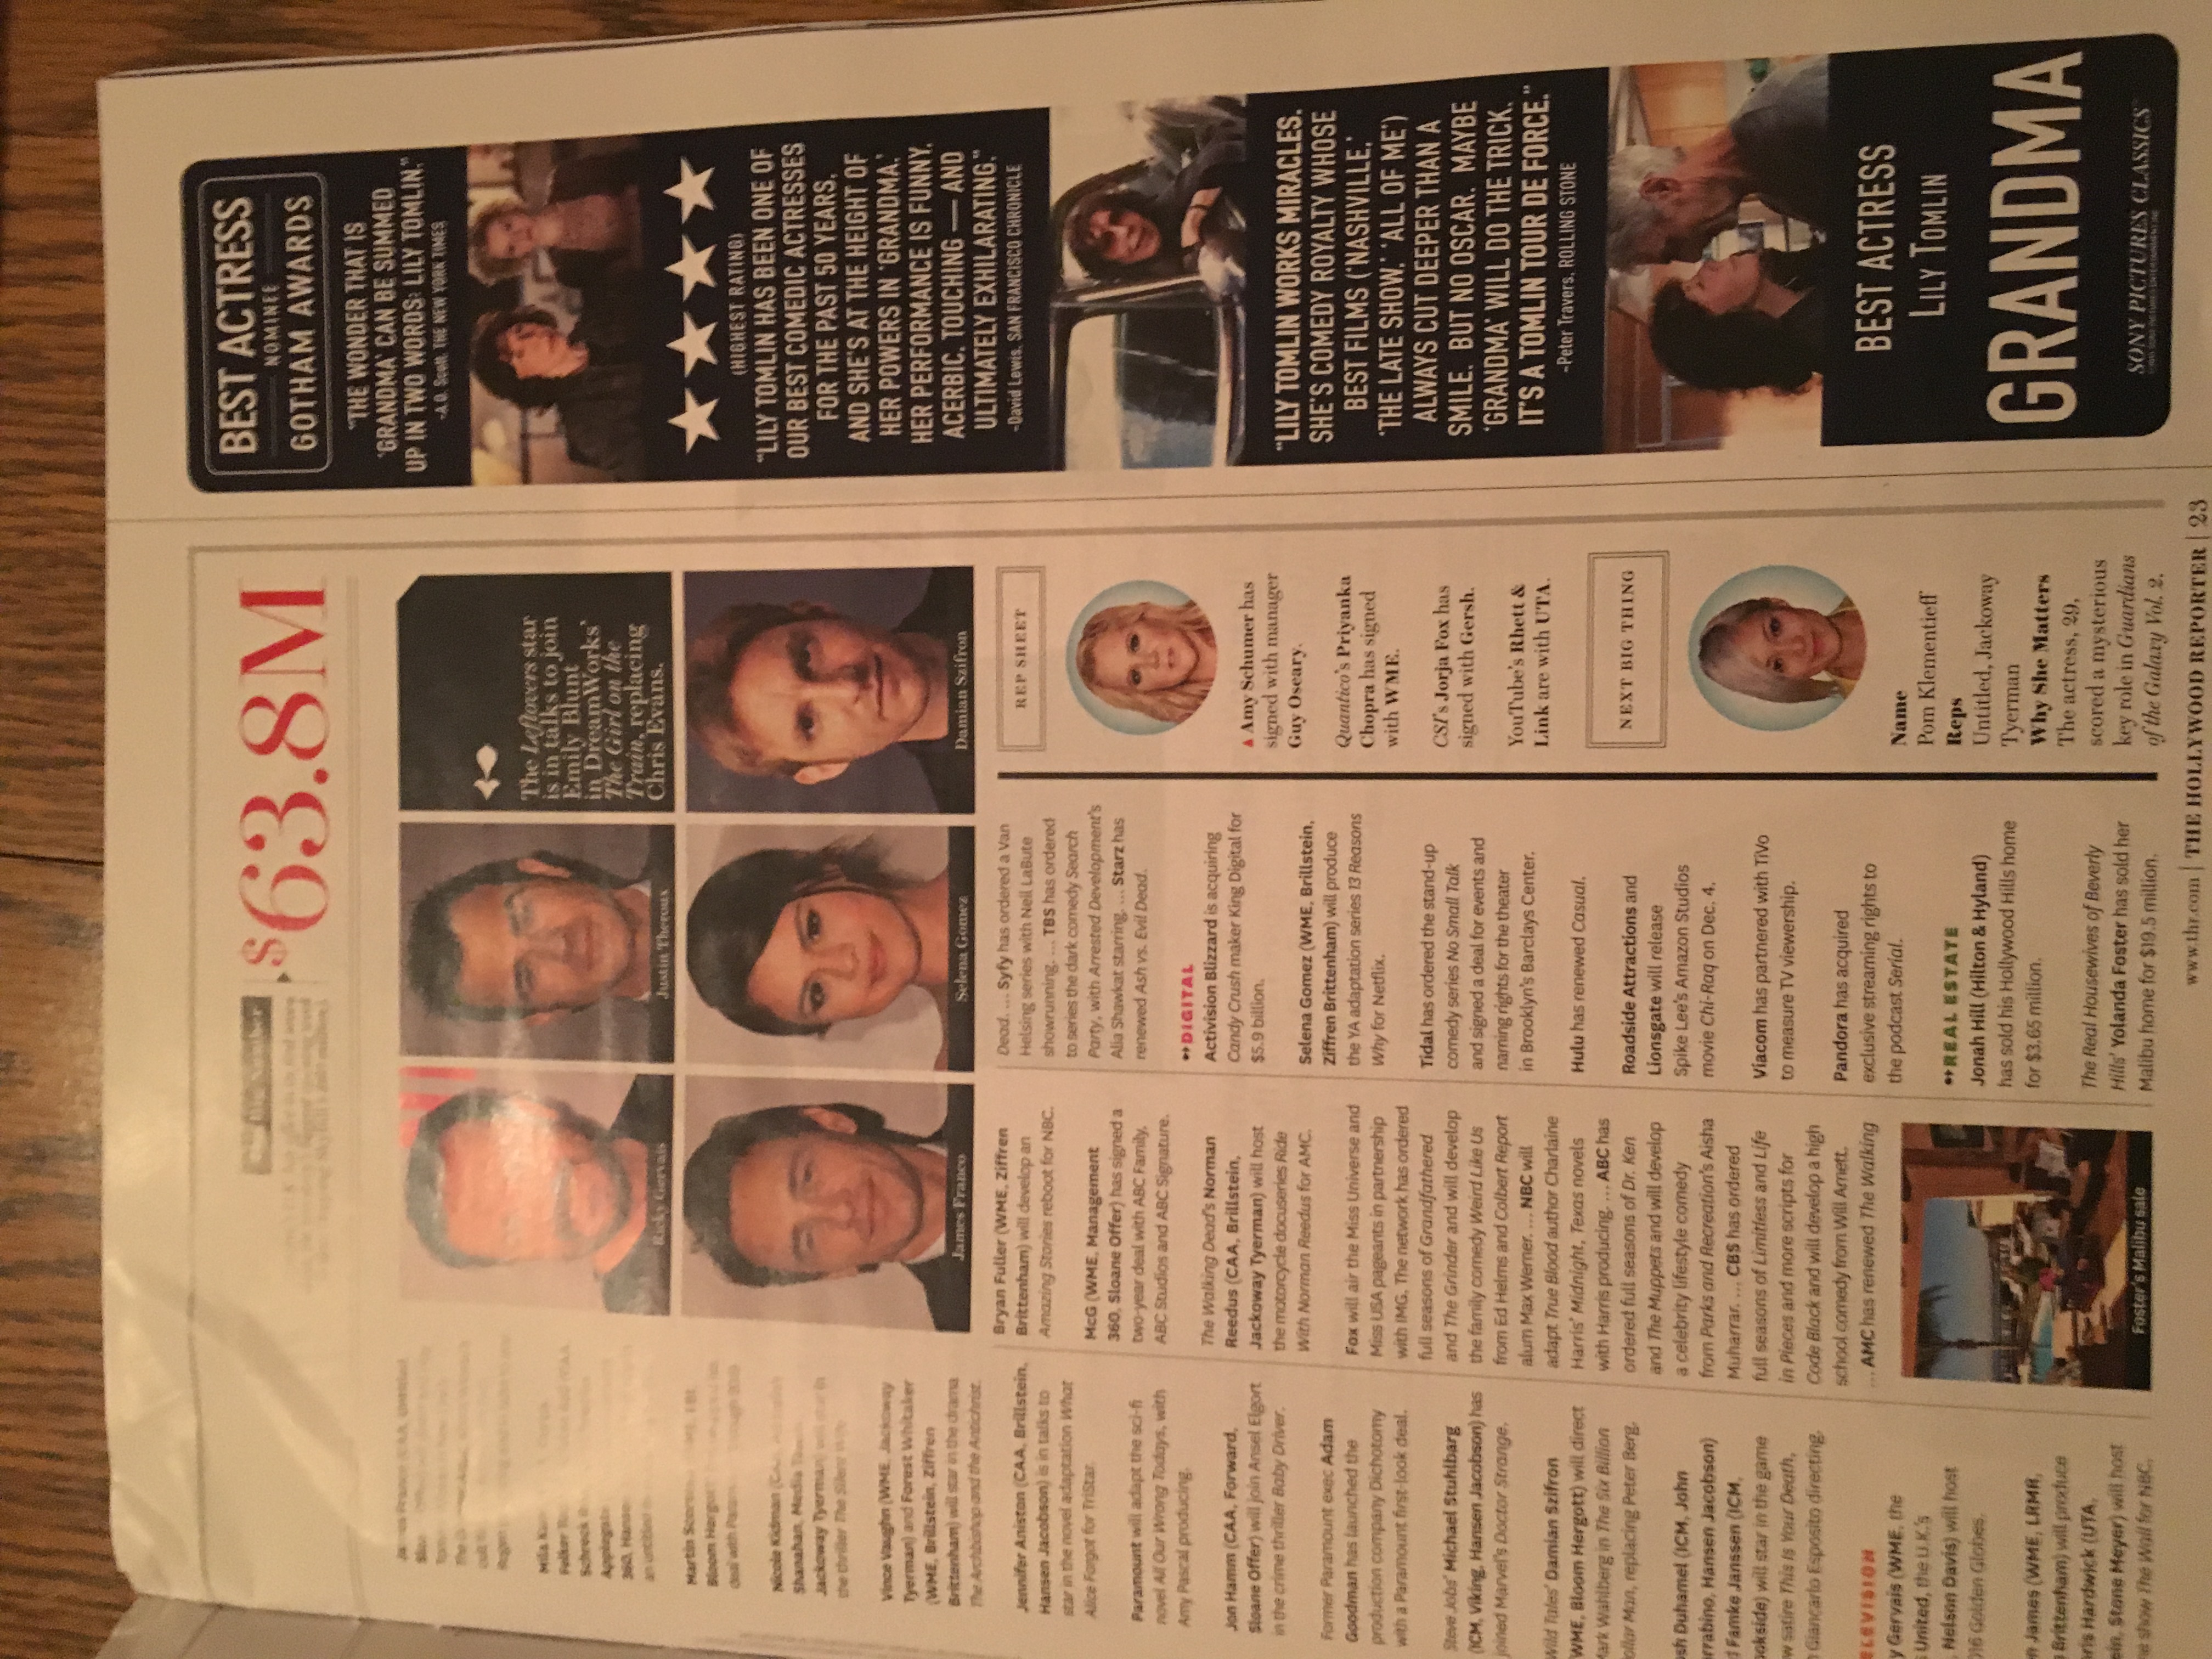 $63.8M
James Franco (CAA,
Mila
Martin Scorsese
Bloom Hergott
deal with
Nicole Kidman
Shanahan, Media
Jackoway Tyerman)
the thriller The Silent
Vince Vaughn (WME, Jackoway
Tyerman) and Forest Whitaker
(WME, Brillstein, Ziffren
Brittenham) will star in the drama
The Archbishop and the Antichrist.
Jennifer Aniston (CAA, Brillstein,
Hansen Jacobson) is in talks to
star in the novel adaptation What
Alice Forgot for TriStar.
Paramount will adapt the sci-fi
novel All Our Wrong Todays, with
Amy Pascal producing.
Jon Hamm (CAA, Forward,
Sloane Offer) will join Ansel Elgort
in the crime thriller Baby Driver.
Former Paramount exec Adam
Goodman has launched the
production company Dichotomy
with a Paramount first-look deal.
Steve Jobs' Michael Stuhlbarg
(ICM, Viking, Hansen Jacobson) has
joined Marvel's Doctor Strange.
Wild Tales' Damian Szifron
WME, Bloom Hergott) will direct
Mark Wahlberg in The Six Billion
Dollar Man, replacing Peter Berg.
sh Duhamel (ICM, John
rrabino, Hansen Jacobson)
d Famke Janssen (ICM,
ookside) will star in the game
w satire This Is Your Death,
Giancarlo Esposito directing.
ELEVISION
y Gervais (WME, the
United, the U.K.'s
, Nelson Davis) will host
016 Golden Globes.
n James (WME, LRMR,
Brittenham) will produce
ris Hardwick (UTA,
ein, Stone Meyer) will host
e show The Wall for NBC.
Ricky Gervais
Justin Theroux
The Leftovers star
is in talks to join
Emily Blunt
in DreamWorks'
The Girl on the
Train, replacing
Chris Evans.
James Franco
Selena Gomez
Damian Szifron
Bryan Fuller (WME, Ziffren
Brittenham) will develop an
Amazing Stories reboot for NBC.
McG (WME, Management
360, Sloane Offer) has signed a
two-year deal with ABC Family,
ABC Studios and ABC Signature.
The Walking Dead's Norman
Reedus (CAA, Brillstein,
Jackoway Tyerman) will host
the motorcycle docuseries Ride
With Norman Reedus for AMC.
Fox will air the Miss Universe and
Miss USA pageants in partnership
with IMG. The network has ordered
full seasons of Grandfathered
and The Grinder and will develop
the family comedy Weird Like Us
from Ed Helms and Colbert Report
alum Max Werner. ... NBC will
adapt True Blood author Charlaine
Harris' Midnight, Texas novels
with Harris producing. ... ABC has
ordered full seasons of Dr. Ken
and The Muppets and will develop
a celebrity lifestyle comedy
from Parks and Recreation's Aisha
Muharrar. ... CBS has ordered
full seasons of Limitless and Life
in Pieces and more scripts for
Code Black and will develop a high
school comedy from Will Arnett.
... AMC has renewed The Walking
Foster's Malibu sale
Dead. ... Syfy has ordered a Van
Helsing series with Neil LaBute
showrunning. ... TBS has ordered
to series the dark comedy Search
Party, with Arrested Development's
Alia Shawkat starring. ... Starz has
renewed Ash vs. Evil Dead.
DIGITAL
Activision Blizzard is acquiring
Candy Crush maker King Digital for
$5.9 billion.
Selena Gomez (WME, Brillstein,
Ziffren Brittenham) will produce
the YA adaptation series 13 Reasons
Why for Netflix.
Tidal has ordered the stand-up
comedy series No Small Talk
and signed a deal for events and
naming rights for the theater
in Brooklyn's Barclays Center.
Hulu has renewed Casual.
Roadside Attractions and
Lionsgate will release
Spike Lee's Amazon Studios
movie Chi-Raq on Dec. 4.
Viacom has partnered with TiVo
to measure TV viewership.
Pandora has acquired
exclusive streaming rights to
the podcast Serial.
REAL ESTATE
Jonah Hill (Hilton & Hyland)
has sold his Hollywood Hills home
for $3.65 million.
The Real Housewives of Beverly
Hills' Yolanda Foster has sold her
Malibu home for $19.5 million.
REP SHEET
Amy Schumer has
signed with manager
Guy Oseary.
Quantico's Priyanka
Chopra has signed
with WME.
CSI's Jorja Fox has
signed with Gersh.
YouTube's Rhett &
Link are with UTA.
NEXT BIG THING
Name
Pom Klementieff
Reps
Untitled, Jackoway
Tyerman
Why She Matters
The actress, 29,
scored a mysterious
key role in Guardians
of the Galaxy Vol. 2.
www.thr.com | THE HOLLYWOOD REPORTER | 23
BEST ACTRESS
NOMINEE
GOTHAM AWARDS
"THE WONDER THAT IS
'GRANDMA' CAN BE SUMMED
UP IN TWO WORDS: LILY TOMLIN."
-A.O. Scott, THE NEW YORK TIMES
(HIGHEST RATING)
"LILY TOMLIN HAS BEEN ONE OF
OUR BEST COMEDIC ACTRESSES
FOR THE PAST 50 YEARS,
AND SHE'S AT THE HEIGHT OF
HER POWERS IN 'GRANDMA.'
HER PERFORMANCE IS FUNNY,
ACERBIC, TOUCHING — AND
ULTIMATELY EXHILARATING."
-David Lewis, SAN FRANCISCO CHRONICLE
"LILY TOMLIN WORKS MIRACLES.
SHE'S COMEDY ROYALTY WHOSE
BEST FILMS ('NASHVILLE,'
'THE LATE SHOW,' 'ALL OF ME')
ALWAYS CUT DEEPER THAN A
SMILE. BUT NO OSCAR. MAYBE
'GRANDMA' WILL DO THE TRICK.
IT'S A TOMLIN TOUR DE FORCE."
-Peter Travers, ROLLING STONE
BEST ACTRESS
LILY TOMLIN
GRANDMA
SONY PICTURES CLASSICS